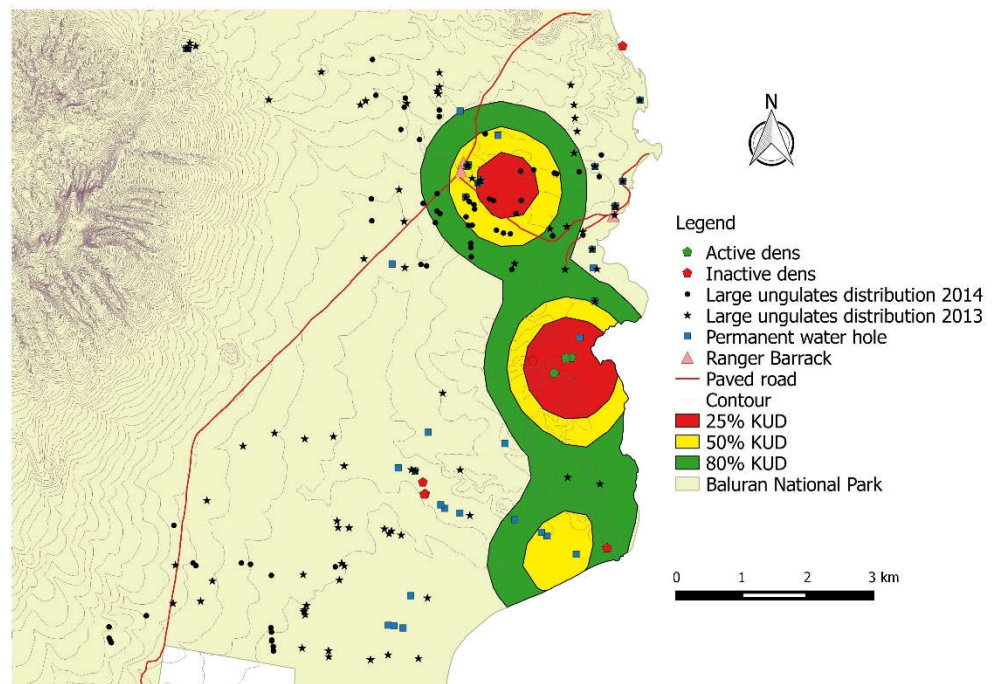 N
Legend
Active dens
Inactive dens
Large ungulates distribution 2014
Large ungulates distribution 2013
Permanent water hole
Ranger Barrack
Paved road
Contour
25% KUD
50% KUD
80% KUD
Baluran National Park
0 1 2 3 km